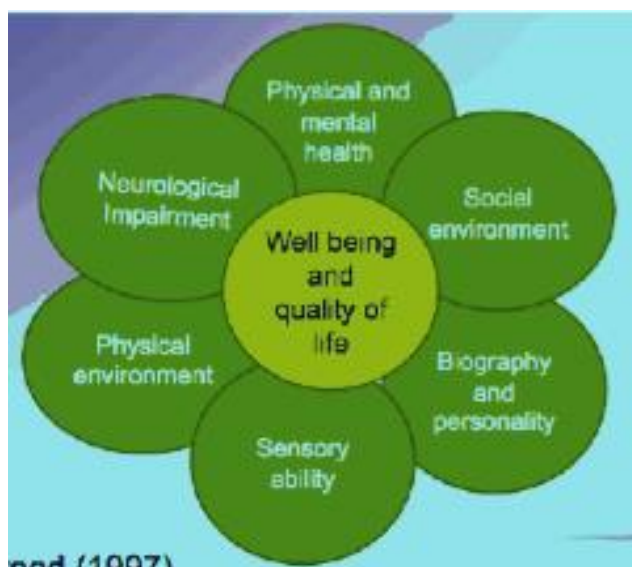 Physical and
mental
health
Neurological
Impairment
Social
environment
Well being
and
quality of
life
Physical
environment
Biography
and
personality
Sensory
ability
(1997)